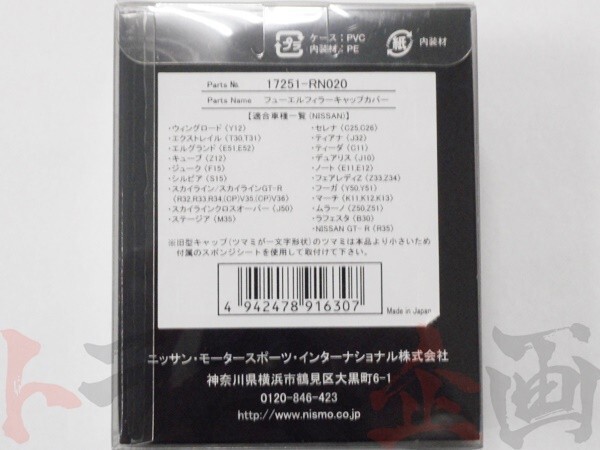 プラ
ケース：PVC
内装材：PE
紙
内装材
Parts No 17251-RN020
Parts Name フューエルフィラーキャップカバー
【適合車種一覧(NISSAN)】
・ウィングロード(Y12)
・エクストレイル(T30,T31)
・エルグランド(E51,E52)
・キューブ(Z12)
・ジューク(F15)
・シルビア(S15)
・スカイライン/スカイラインGT-R
(R32,R33,R34,(CP)V35,(CP)V36)
・スカイラインクロスオーバー(J50)
・ステージア(M35)
・セレナ(C25,C26)
・ティアナ(J32)
・ティーダ(C11)
・デュアリス(J10)
・ノート(E11,E12)
・フェアレディZ(Z33,Z34)
・フーガ(Y50,Y51)
・マーチ(K11,K12,K13)
・ムラーノ(Z50,Z51)
・ラフェスタ(B30)
・NISSAN GT-R(R35)
※旧型キャップ(ツマミが一文字形状)のツマミは本品より小さいため
付属のスポンジシートを使用して取付けて下さい。
4 942478 916307
Made in Japan
ニッサン・モータースポーツ・インターナショナル株式会社
神奈川県横浜市鶴見区大黒町6-1
0120-846-423
http://www.nismo.co.jp
トラスト企画